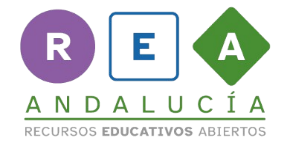 R E A
ANDALUCÍA
RECURSOS EDUCATIVOS ABIERTOS